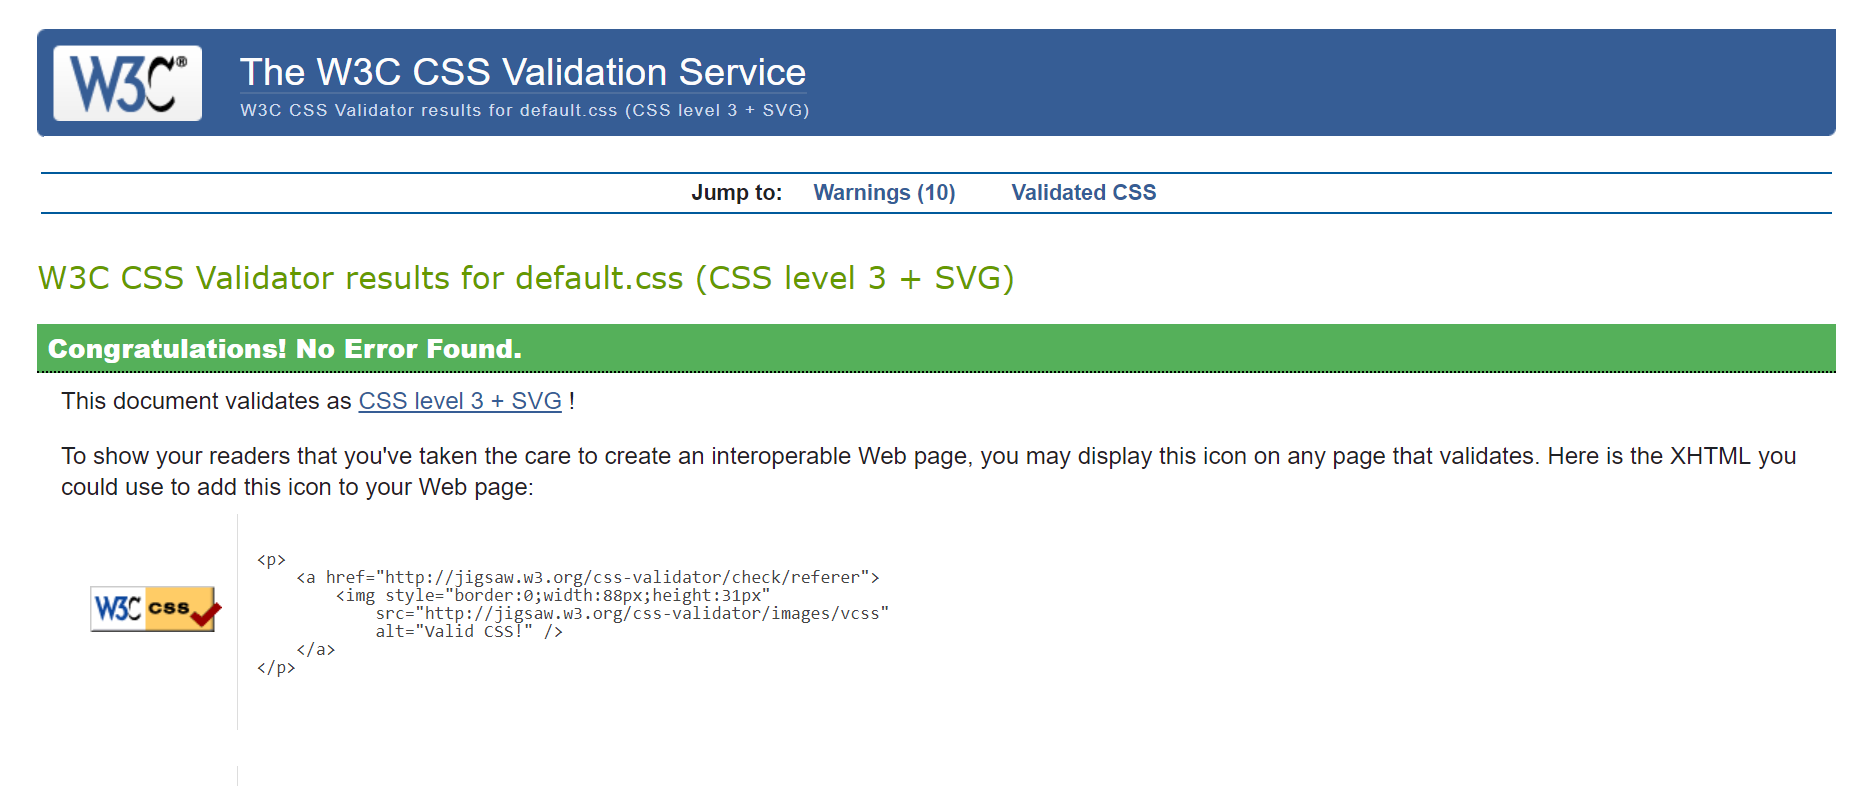 W3C®
The W3C CSS Validation Service
W3C CSS Validator results for default.css (CSS level 3 + SVG)
Jump to: Warnings (10) Validated CSS
W3C CSS Validator results for default.css (CSS level 3 + SVG)
Congratulations! No Error Found.
This document validates as CSS level 3 + SVG !
To show your readers that you've taken the care to create an interoperable Web page, you may display this icon on any page that validates. Here is the XHTML you
could use to add this icon to your Web page:
W3C css
<p>
    <a href="http://jigsaw.w3.org/css-validator/check/referer">
        <img style="border:0;width:88px;height:31px"
            src="http://jigsaw.w3.org/css-validator/images/vcss"
            alt="Valid CSS!" />
    </a>
</p>